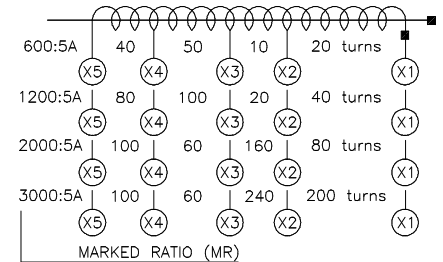 600:5A 40 50 10 20 turns
X5 X4 X3 X2 X1
1200:5A 80 100 20 40 turns
X5 X4 X3 X2 X1
2000:5A 100 60 160 80 turns
X5 X4 X3 X2 X1
3000:5A 100 60 240 200 turns
X5 X4 X3 X2 X1
MARKED RATIO (MR)